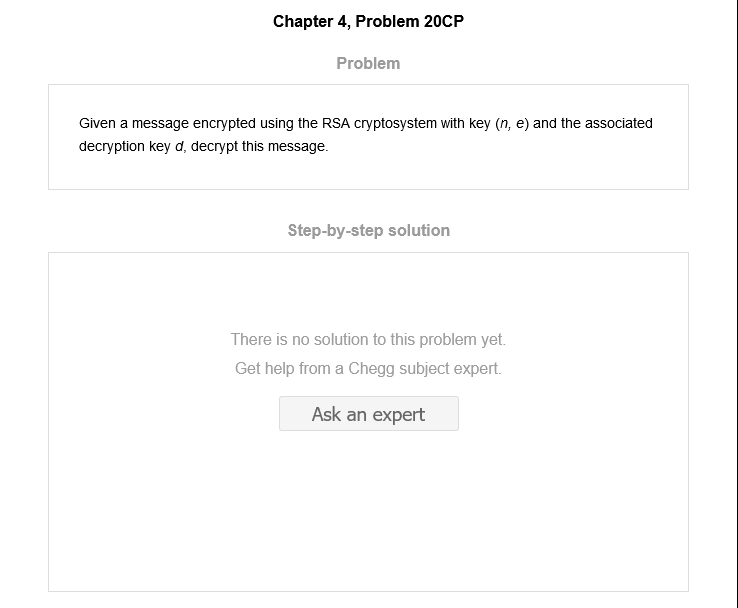 Chapter 4, Problem 20CP
Problem
Given a message encrypted using the RSA cryptosystem with key (n, e) and the associated
decryption key d, decrypt this message.
Step-by-step solution
There is no solution to this problem yet.
Get help from a Chegg subject expert.
Ask an expert